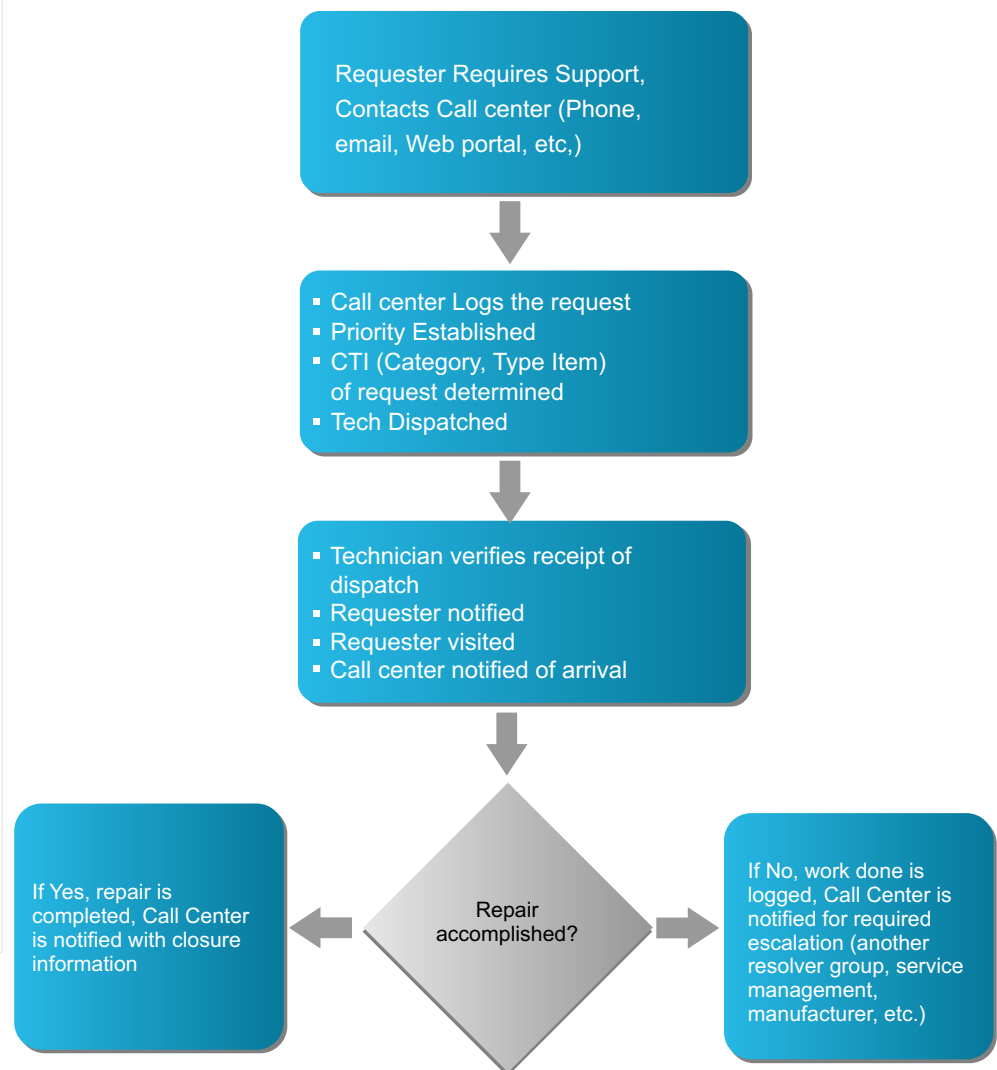 Requester Requires Support,
Contacts Call center (Phone,
email, Web portal, etc,)
▪ Call center Logs the request
▪ Priority Established
▪ CTI (Category, Type Item)
of request determined
▪ Tech Dispatched
▪ Technician verifies receipt of
dispatch
▪ Requester notified
▪ Requester visited
▪ Call center notified of arrival
Repair
accomplished?
If Yes, repair is
completed, Call Center
is notified with closure
information
If No, work done is
logged, Call Center is
notified for required
escalation (another
resolver group, service
management,
manufacturer, etc.)